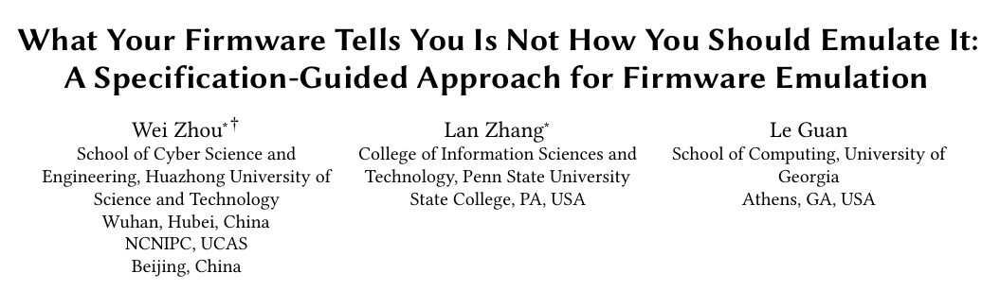 What Your Firmware Tells You Is Not How You Should Emulate It:
A Specification-Guided Approach for Firmware Emulation
Wei Zhou*†
School of Cyber Science and
Engineering, Huazhong University of
Science and Technology
Wuhan, Hubei, China
NCNIPC, UCAS
Beijing, China
Lan Zhang*
College of Information Sciences and
Technology, Penn State University
State College, PA, USA
Le Guan
School of Computing, University of
Georgia
Athens, GA, USA